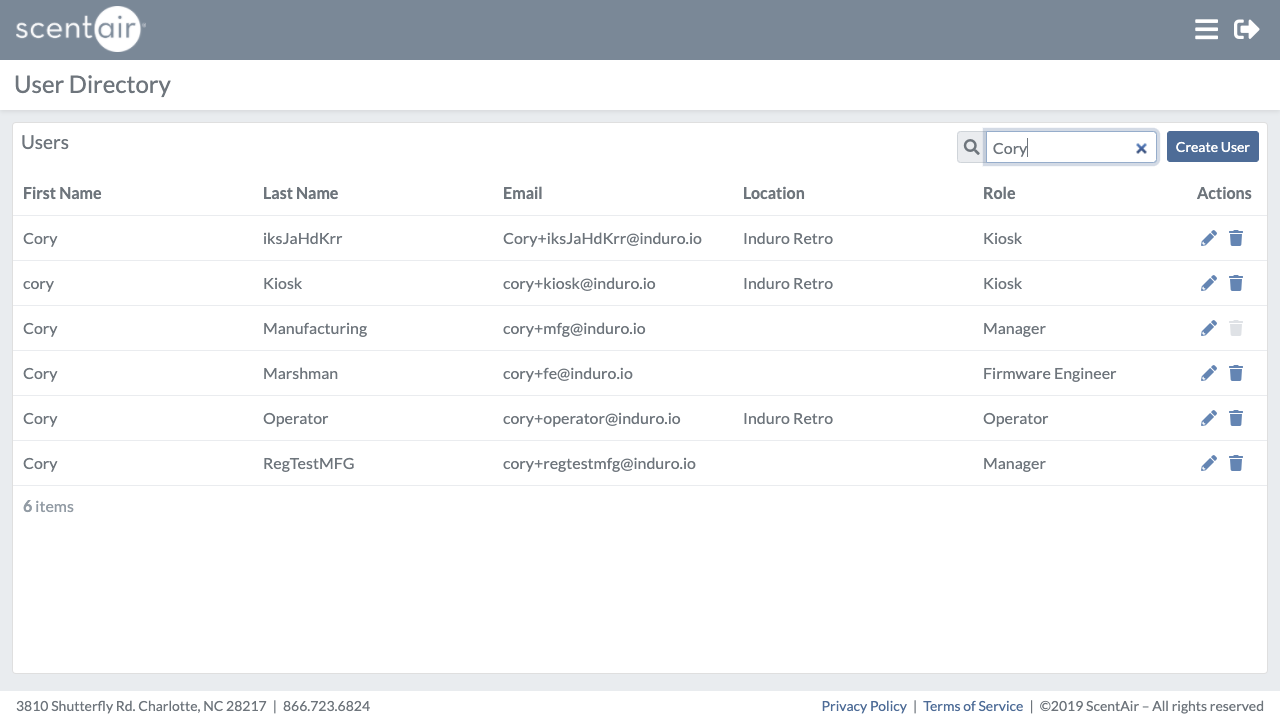 scentair
User Directory
Users
Cory
Create User
First Name Last Name Email Location Role Actions
Cory iksJaHdKrr Cory+iksJaHdKrr@induro.io Induro Retro Kiosk
cory Kiosk cory+kiosk@induro.io Induro Retro Kiosk
Cory Manufacturing cory+mfg@induro.io Manager
Cory Marshman cory+fe@induro.io Firmware Engineer
Cory Operator cory+operator@induro.io Induro Retro Operator
Cory RegTestMFG cory+regtestmfg@induro.io Manager
6 items
3810 Shutterfly Rd. Charlotte, NC 28217 | 866.723.6824 Privacy Policy | Terms of Service | ©2019 ScentAir – All rights reserved